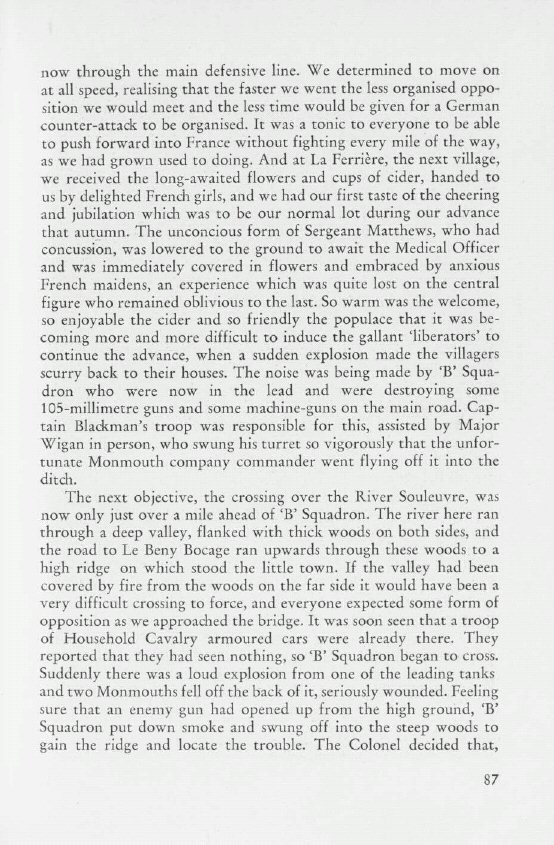 now through the main defensive line. We determined to move on
at all speed, realising that the faster we went the less organised oppo-
sition we would meet and the less time would be given for a German
counter-attack to be organised. It was a tonic to everyone to be able
to push forward into France without fighting every mile of the way,
as we had grown used to doing. And at La Ferrière, the next village,
we received the long-awaited flowers and cups of cider, handed to
us by delighted French girls, and we had our first taste of the cheering
and jubilation which was to be our normal lot during our advance
that autumn. The unconcious form of Sergeant Matthews, who had
concussion, was lowered to the ground to await the Medical Officer
and was immediately covered in flowers and embraced by anxious
French maidens, an experience which was quite lost on the central
figure who remained oblivious to the last. So warm was the welcome,
so enjoyable the cider and so friendly the populace that it was be-
coming more and more difficult to induce the gallant ‘liberators’ to
continue the advance, when a sudden explosion made the villagers
scurry back to their houses. The noise was being made by ‘B’ Squa-
dron who were now in the lead and were destroying some
105-millimetre guns and some machine-guns on the main road. Cap-
tain Blackman’s troop was responsible for this, assisted by Major
Wigan in person, who swung his turret so vigorously that the unfor-
tunate Monmouth company commander went flying off it into the
ditch.
The next objective, the crossing over the River Souleuvre, was
now only just over a mile ahead of ‘B’ Squadron. The river here ran
through a deep valley, flanked with thick woods on both sides, and
the road to Le Beny Bocage ran upwards through these woods to a
high ridge on which stood the little town. If the valley had been
covered by fire from the woods on the far side it would have been a
very difficult crossing to force, and everyone expected some form of
opposition as we approached the bridge. It was soon seen that a troop
of Household Cavalry armoured cars were already there. They
reported that they had seen nothing, so ‘B’ Squadron began to cross.
Suddenly there was a loud explosion from one of the leading tanks
and two Monmouths fell off the back of it, seriously wounded. Feeling
sure that an enemy gun had opened up from the high ground, ‘B’
Squadron put down smoke and swung off into the steep woods to
gain the ridge and locate the trouble. The Colonel decided that,
87